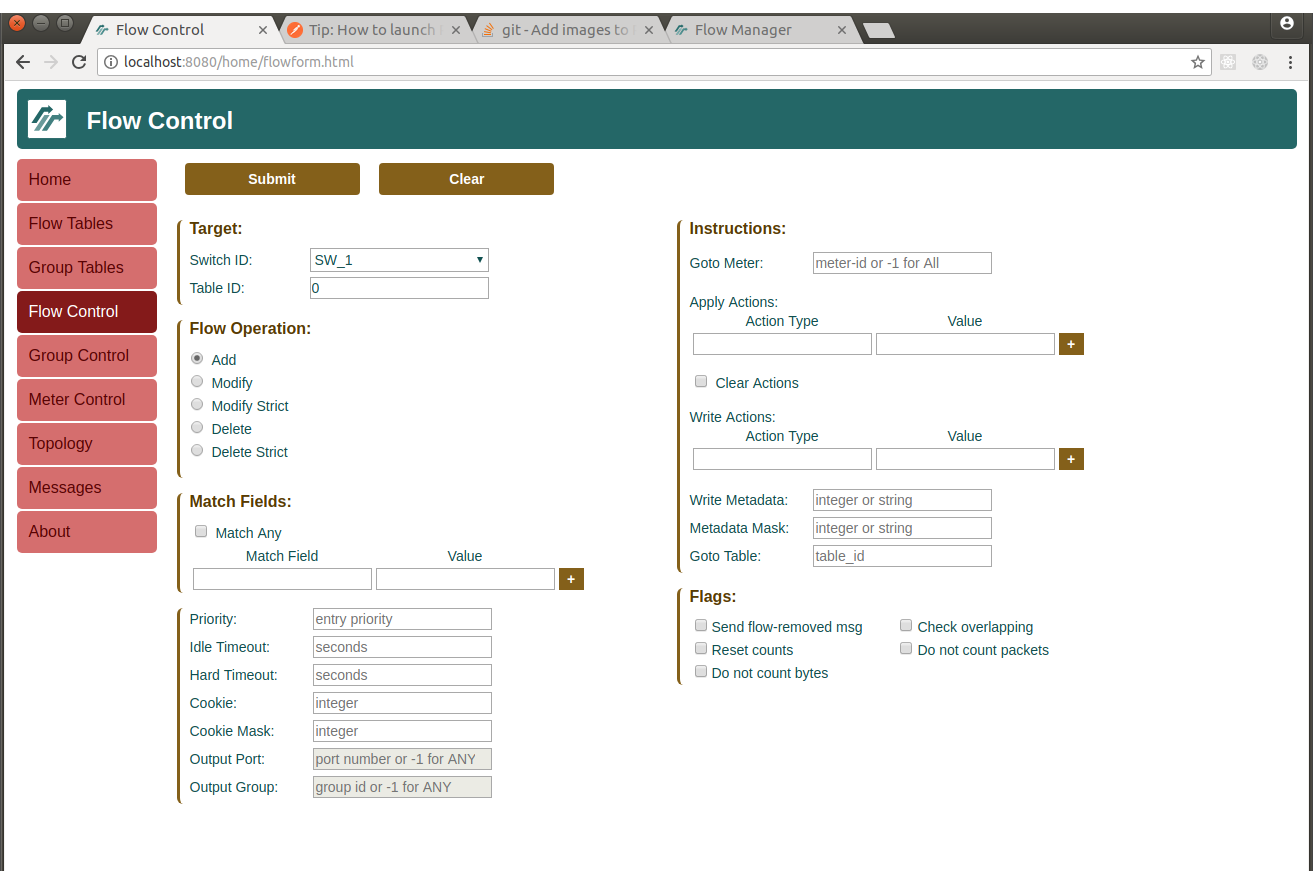 Flow Control
Tip: How to launch
git - Add images to
Flow Manager
localhost:8080/home/flowform.html
Flow Control
Home
Flow Tables
Group Tables
Flow Control
Group Control
Meter Control
Topology
Messages
About
Submit Clear
Target:
Switch ID: SW_1
Table ID: 0
Flow Operation:
Add
Modify
Modify Strict
Delete
Delete Strict
Match Fields:
Match Any
Match Field Value
+
Priority: entry priority
Idle Timeout: seconds
Hard Timeout: seconds
Cookie: integer
Cookie Mask: integer
Output Port: port number or -1 for ANY
Output Group: group id or -1 for ANY
Instructions:
Goto Meter: meter-id or -1 for All
Apply Actions:
Action Type Value
+
Clear Actions
Write Actions:
Action Type Value
+
Write Metadata: integer or string
Metadata Mask: integer or string
Goto Table: table_id
Flags:
Send flow-removed msg Check overlapping
Reset counts Do not count packets
Do not count bytes